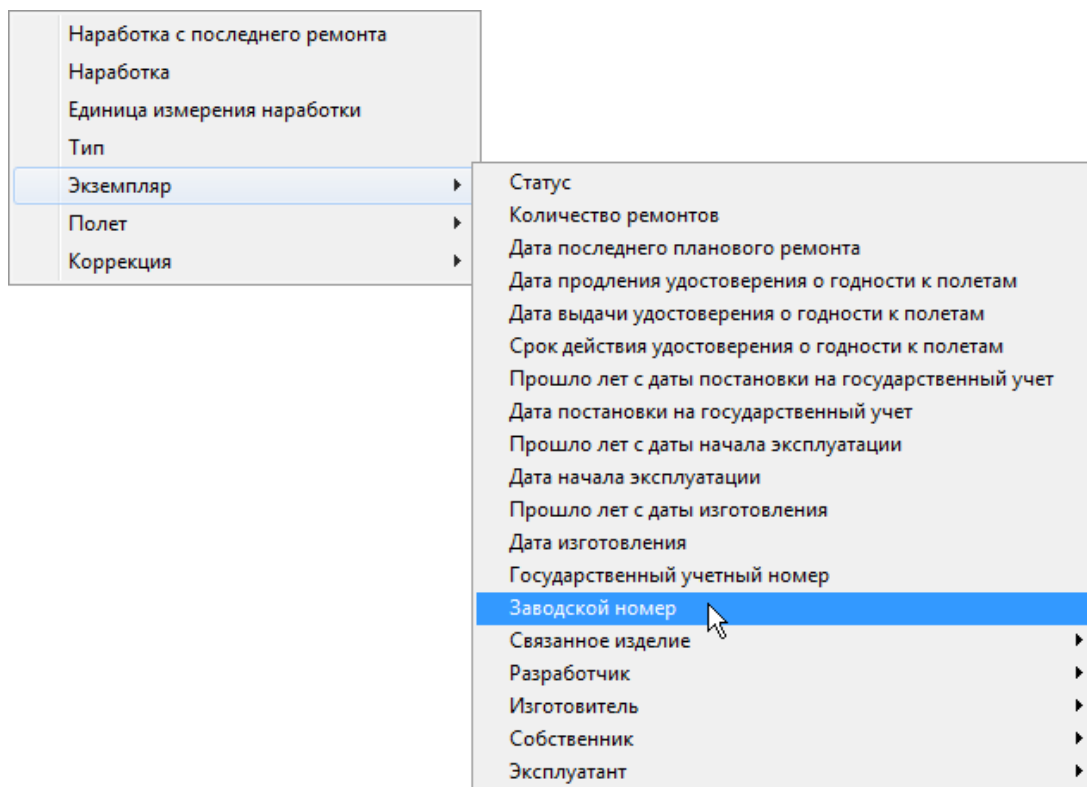 Наработка с последнего ремонта
Наработка
Единица измерения наработки
Тип
Экземпляр
Полет
Коррекция
Статус
Количество ремонтов
Дата последнего планового ремонта
Дата продления удостоверения о годности к полетам
Дата выдачи удостоверения о годности к полетам
Срок действия удостоверения о годности к полетам
Прошло лет с даты постановки на государственный учет
Дата постановки на государственный учет
Прошло лет с даты начала эксплуатации
Дата начала эксплуатации
Прошло лет с даты изготовления
Дата изготовления
Государственный учетный номер
Заводской номер
Связанное изделие
Разработчик
Изготовитель
Собственник
Эксплуатант